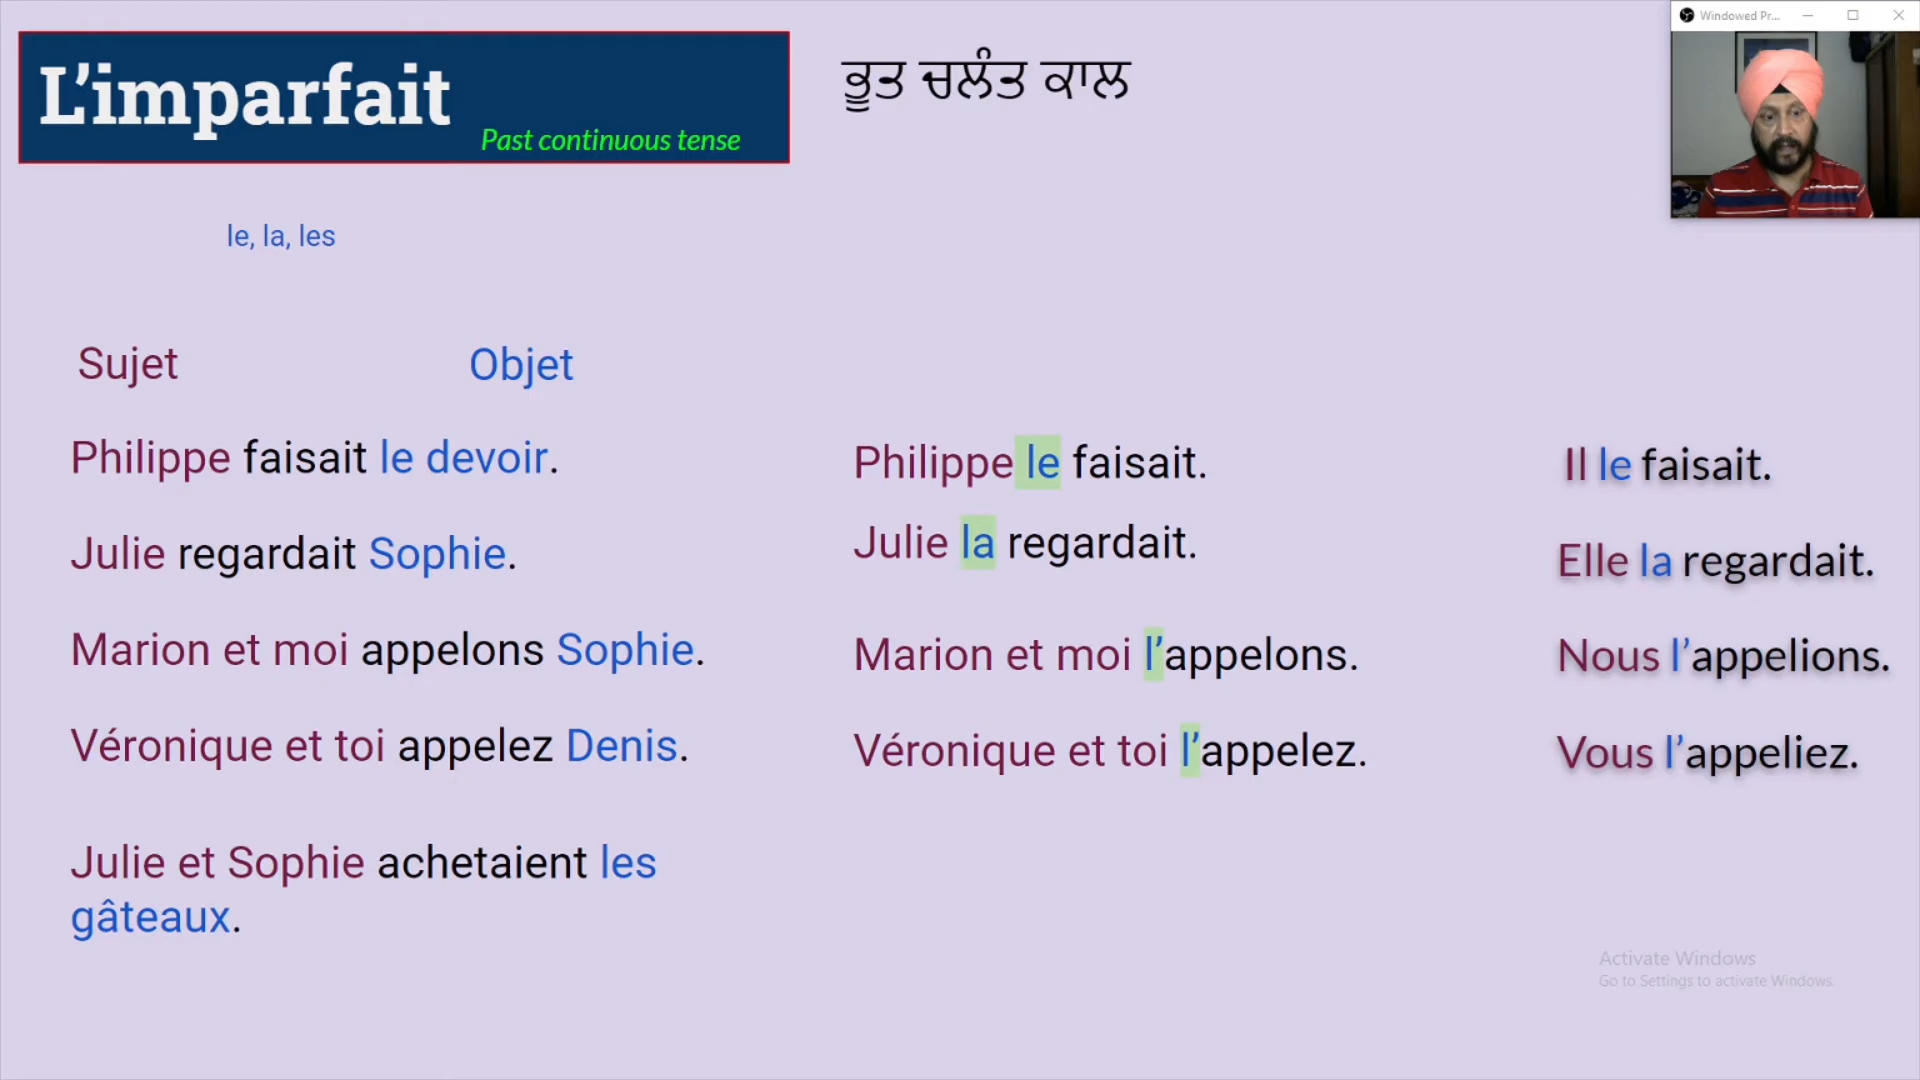 Windowed Pr...
L’imparfait
Past continuous tense
ਭੂਤ ਚਲੰਤ ਕਾਲ
le, la, les
Sujet
Objet
Philippe faisait le devoir.
Philippe le faisait.
Il le faisait.
Julie regardait Sophie.
Julie la regardait.
Elle la regardait.
Marion et moi appelons Sophie.
Marion et moi l’appelons.
Nous l’appelions.
Véronique et toi appelez Denis.
Véronique et toi l’appelez.
Vous l’appeliez.
Julie et Sophie achetaient les
gâteaux.
Activate Windows
Go to Settings to activate Windows.